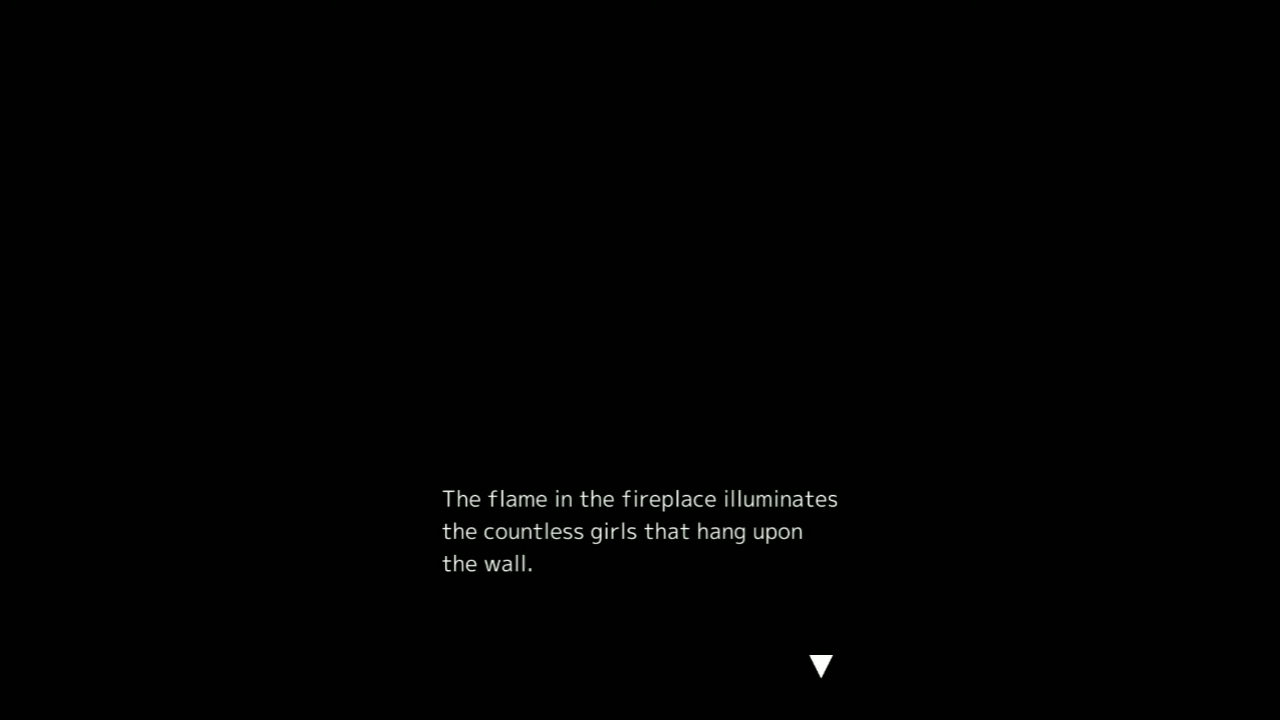 The flame in the fireplace illuminates
the countless girls that hang upon
the wall.